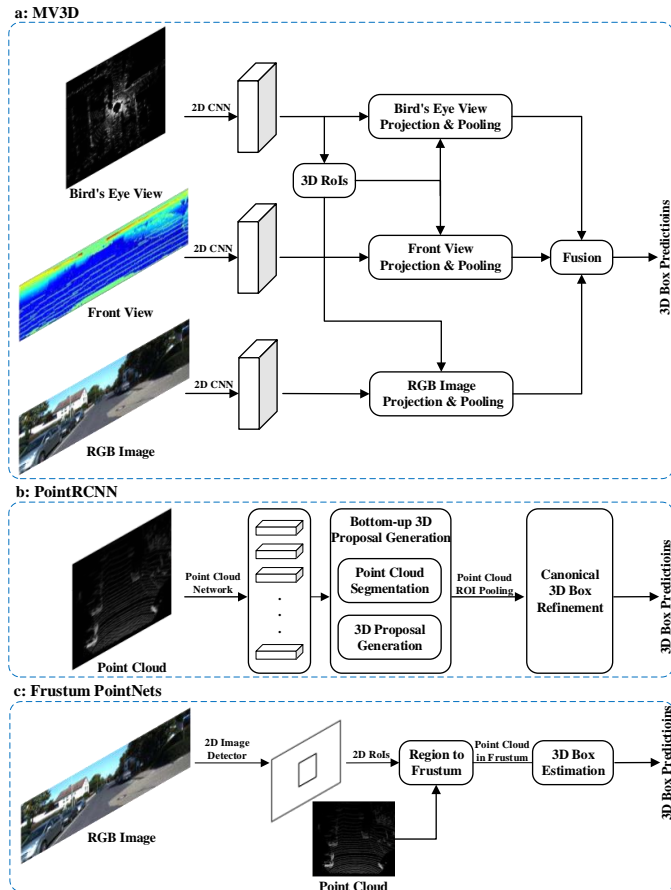 a: MV3D
2D CNN
Bird's Eye View
Projection & Pooling
Bird's Eye View
3D RoIs
2D CNN
Front View
Projection & Pooling
Fusion
3D Box Predictioins
Front View
2D CNN
RGB Image
Projection & Pooling
RGB Image
b: PointRCNN
Bottom-up 3D
Proposal Generation
Point Cloud
Network
Point Cloud
Segmentation
Point Cloud
ROI Pooling
Canonical
3D Box
Refinement
3D Box Predictioins
3D Proposal
Generation
Point Cloud
c: Frustum PointNets
2D Image
Detector
2D RoIs
Region to
Frustum
Point Cloud
in Frustum
3D Box
Estimation
3D Box Predictioins
RGB Image
Point Cloud